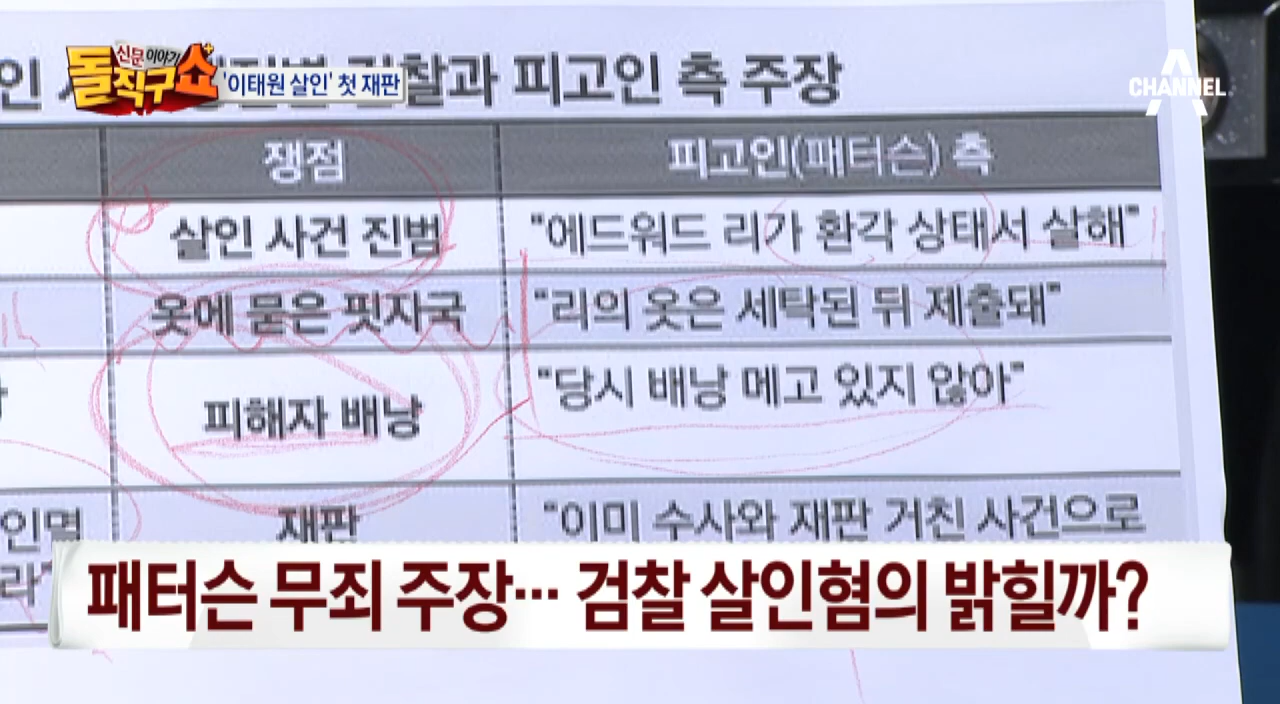 신문이야기
돌직구쇼+
'이태원 살인' 첫 재판
CHANNEL A
인
찰과 피고인 측 주장
쟁점
피고인(패터슨) 측
살인 사건 진범
"에드워드 리가 환각 상태서 살해"
옷에 묻은 핏자국
"리의 옷은 세탁된 뒤 제출돼"
피해자 배낭
"당시 배낭 메고 있지 않아"
인멸
재판
"이미 수사와 재판 거친 사건으로
라"
패터슨 무죄 주장… 검찰 살인혐의 밝힐까?